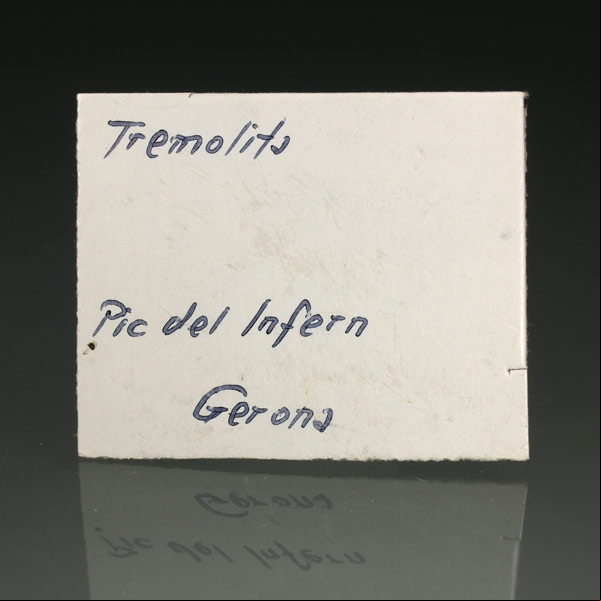 Tremolita
Pic del Infern
Gerona